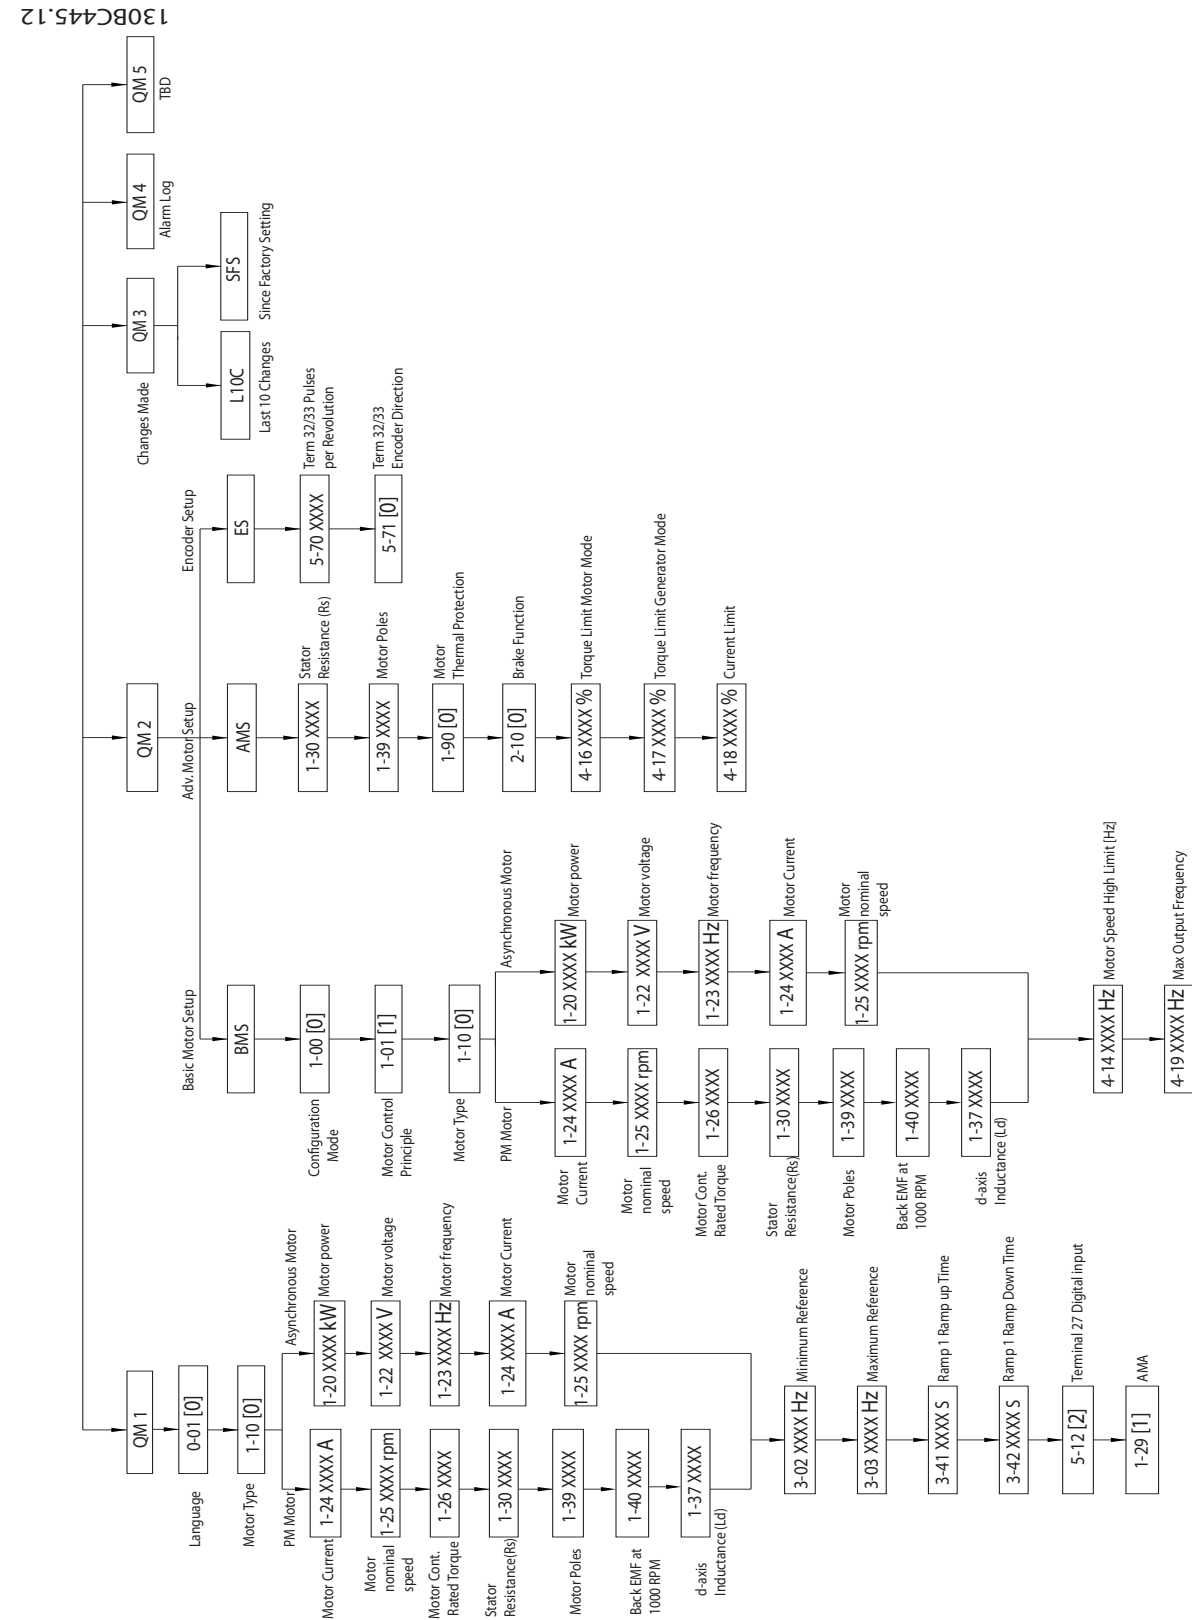 130BC445.12
QM 1
0-01 [0]
Language
1-10 [0]
Motor Type
PM Motor
1-24 XXXX A
Motor Current
1-25 XXXX rpm
Motor
nominal
speed
1-26 XXXX
Motor Cont.
Rated Torque
1-30 XXXX
Stator
Resistance(Rs)
1-39 XXXX
Motor Poles
1-40 XXXX
Back EMF at
1000 RPM
1-37 XXXX
d-axis
Inductance (Ld)
Asynchronous Motor
1-20 XXXX kW
Motor power
1-22 XXXX V
Motor voltage
1-23 XXXX Hz
Motor frequency
1-24 XXXX A
Motor Current
1-25 XXXX rpm
Motor
nominal
speed
3-02 XXXX Hz
Minimum Reference
3-03 XXXX Hz
Maximum Reference
3-41 XXXX S
Ramp 1 Ramp up Time
3-42 XXXX S
Ramp 1 Ramp Down Time
5-12 [2]
Terminal 27 Digital input
1-29 [1]
AMA
QM 2
Basic Motor Setup
BMS
1-00 [0]
Configuration
Mode
1-01 [1]
Motor Control
Principle
1-10 [0]
Motor Type
PM Motor
1-24 XXXX A
Motor
Current
1-25 XXXX rpm
Motor
nominal
speed
1-26 XXXX
Motor Cont.
Rated Torque
1-30 XXXX
Stator
Resistance(Rs)
1-39 XXXX
Motor Poles
1-40 XXXX
Back EMF at
1000 RPM
1-37 XXXX
d-axis
Inductance (Ld)
Asynchronous Motor
1-20 XXXX kW
Motor power
1-22 XXXX V
Motor voltage
1-23 XXXX Hz
Motor frequency
1-24 XXXX A
Motor Current
1-25 XXXX rpm
Motor
nominal
speed
4-14 XXXX Hz
Motor Speed High Limit [Hz]
4-19 XXXX Hz
Max Output Frequency
Adv. Motor Setup
AMS
1-30 XXXX
Stator
Resistance (Rs)
1-39 XXXX
Motor Poles
1-90 [0]
Motor
Thermal Protection
2-10 [0]
Brake Function
4-16 XXXX %
Torque Limit Motor Mode
4-17 XXXX %
Torque Limit Generator Mode
4-18 XXXX %
Current Limit
Encoder Setup
ES
5-70 XXXX
Term 32/33 Pulses
per Revolution
5-71 [0]
Term 32/33
Encoder Direction
QM 3
Changes Made
L10C
Last 10 Changes
SFS
Since Factory Setting
QM 4
Alarm Log
QM 5
TBD